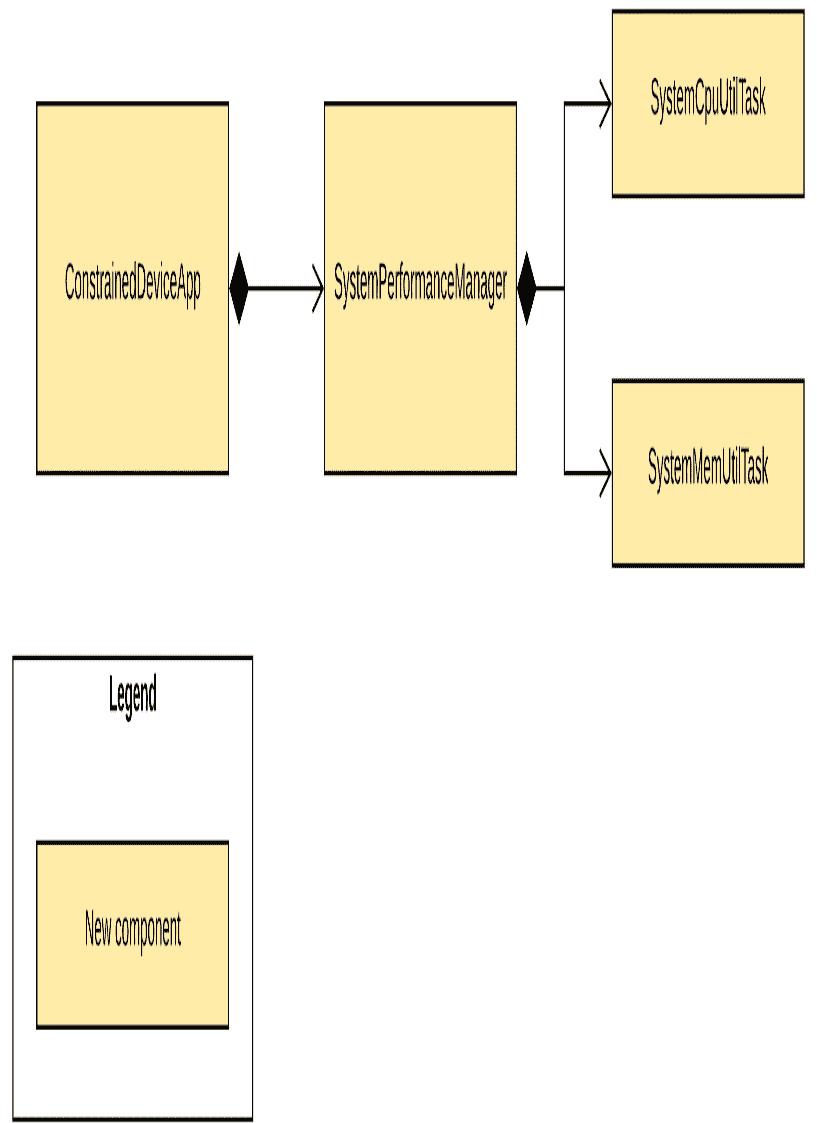 SystemCpuUtilTask
ConstrainedDeviceApp
SystemPerformanceManager
SystemMemUtilTask
Legend
New component